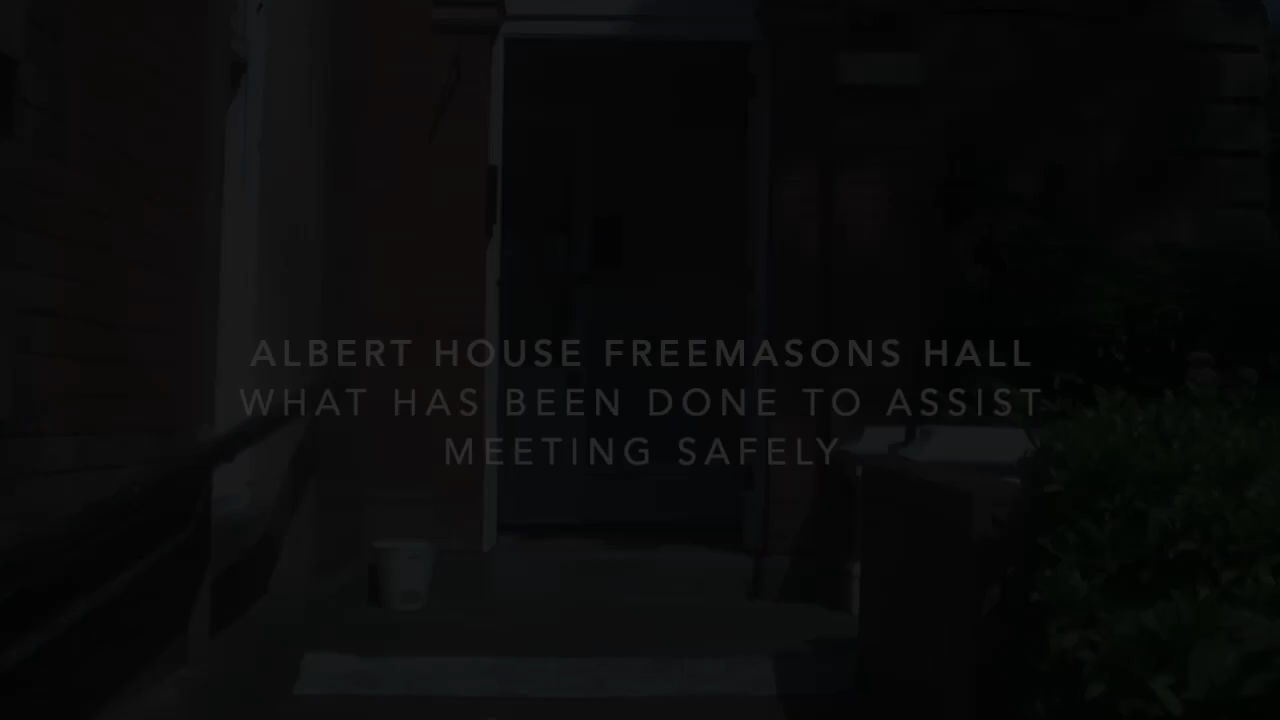 ALBERT HOUSE FREEMASONS HALL
WHAT HAS BEEN DONE TO ASSIST
MEETING SAFELY